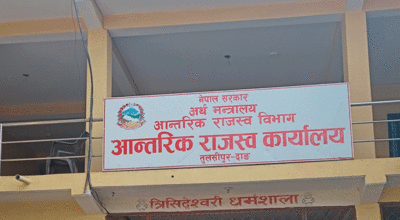 नेपाल सरकार
अर्थ मन्त्रालय
आन्तरिक राजस्व विभाग
आन्तरिक राजस्व कार्यालय
तुलसीपुर-दाङ
त्रिसिदेश्वरी धर्मशाला